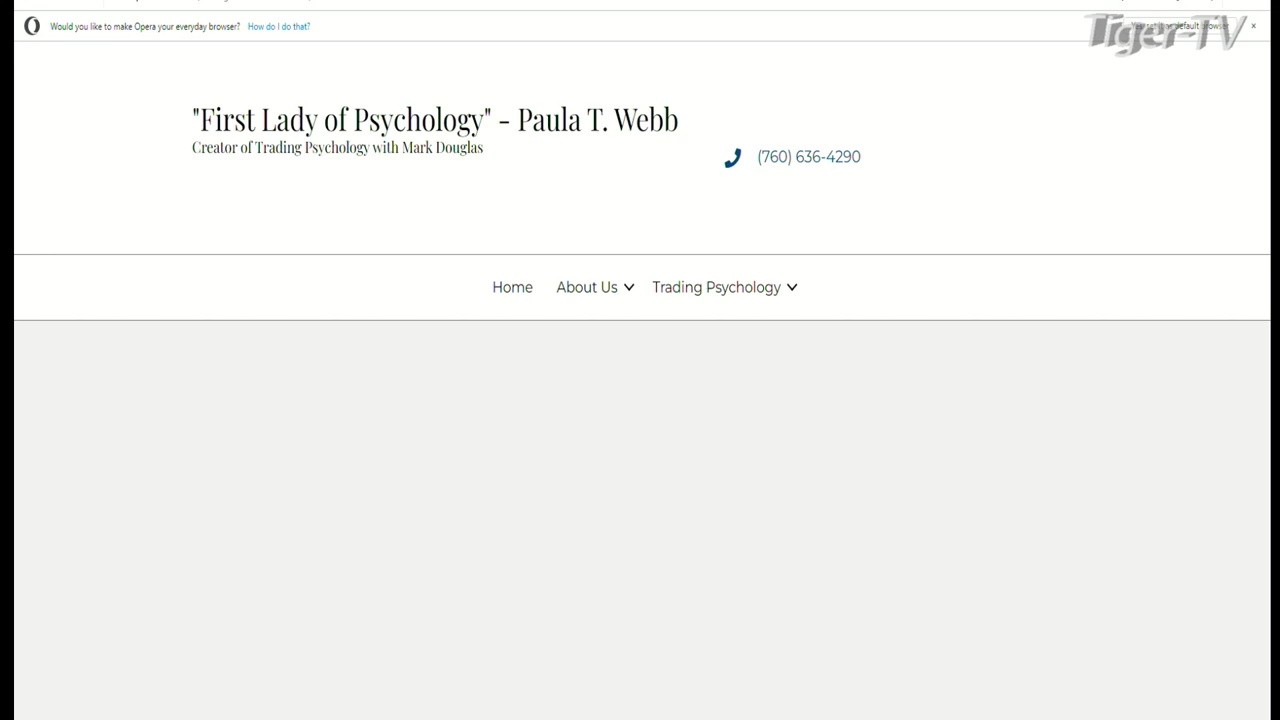 Would you like to make Opera your everyday browser? How do I do that?
Tiger-TV
"First Lady of Psychology" - Paula T. Webb
Creator of Trading Psychology with Mark Douglas
(760) 636-4290
Home About Us Trading Psychology